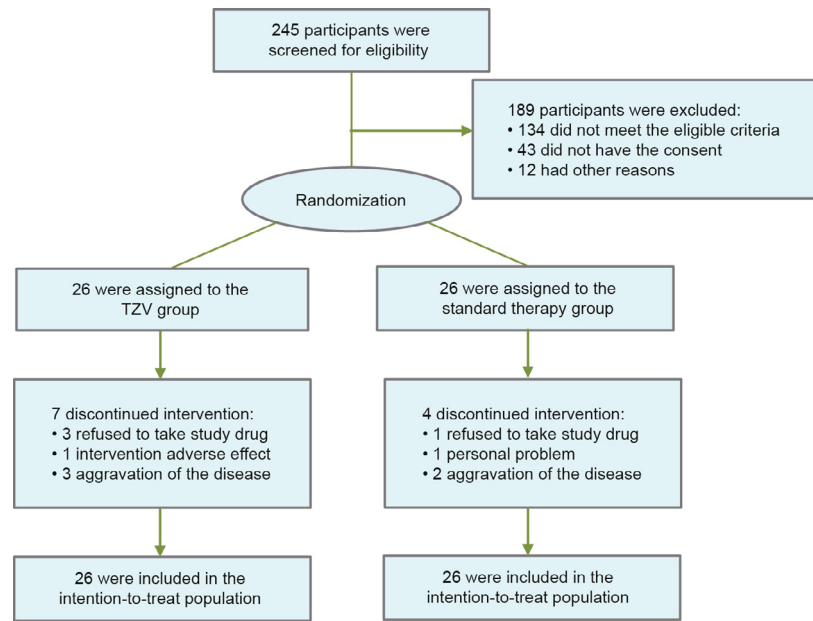 245 participants were
screened for eligibility
189 participants were excluded:
• 134 did not meet the eligible criteria
• 43 did not have the consent
• 12 had other reasons
Randomization
26 were assigned to the
TZV group
26 were assigned to the
standard therapy group
7 discontinued intervention:
• 3 refused to take study drug
• 1 intervention adverse effect
• 3 aggravation of the disease
4 discontinued intervention:
• 1 refused to take study drug
• 1 personal problem
• 2 aggravation of the disease
26 were included in the
intention-to-treat population
26 were included in the
intention-to-treat population